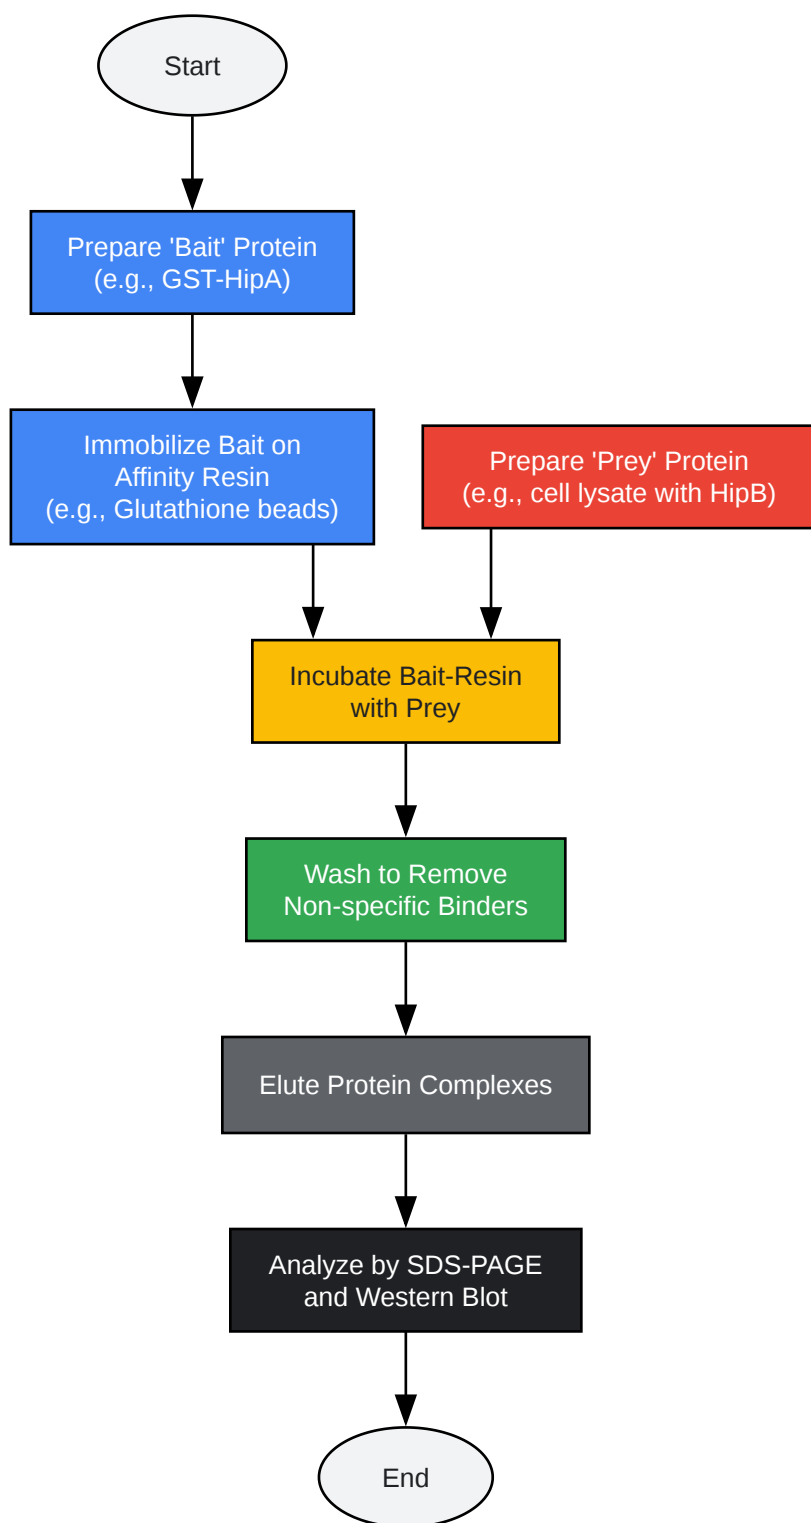 Start
Prepare 'Bait' Protein
(e.g., GST-HipA)
Immobilize Bait on
Affinity Resin
(e.g., Glutathione beads)
Prepare 'Prey' Protein
(e.g., cell lysate with HipB)
Incubate Bait-Resin
with Prey
Wash to Remove
Non-specific Binders
Elute Protein Complexes
Analyze by SDS-PAGE
and Western Blot
End